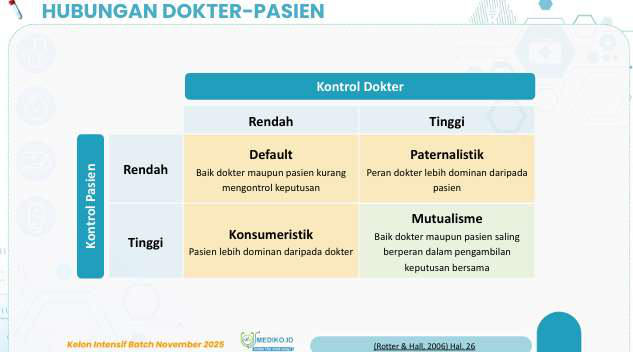 HUBUNGAN DOKTER-PASIEN
Kontrol Dokter
Rendah
Tinggi
Kontrol Pasien
Rendah
Default
Baik dokter maupun pasien kurang
mengontrol keputusan
Paternalistik
Peran dokter lebih dominan daripada
pasien
Tinggi
Konsumeristik
Pasien lebih dominan daripada dokter
Mutualisme
Baik dokter maupun pasien saling
berperan dalam pengambilan
keputusan bersama
Kelon Intensif Batch November 2025
MEDIKO.ID
(Rotter & Hall, 2006) Hal. 26